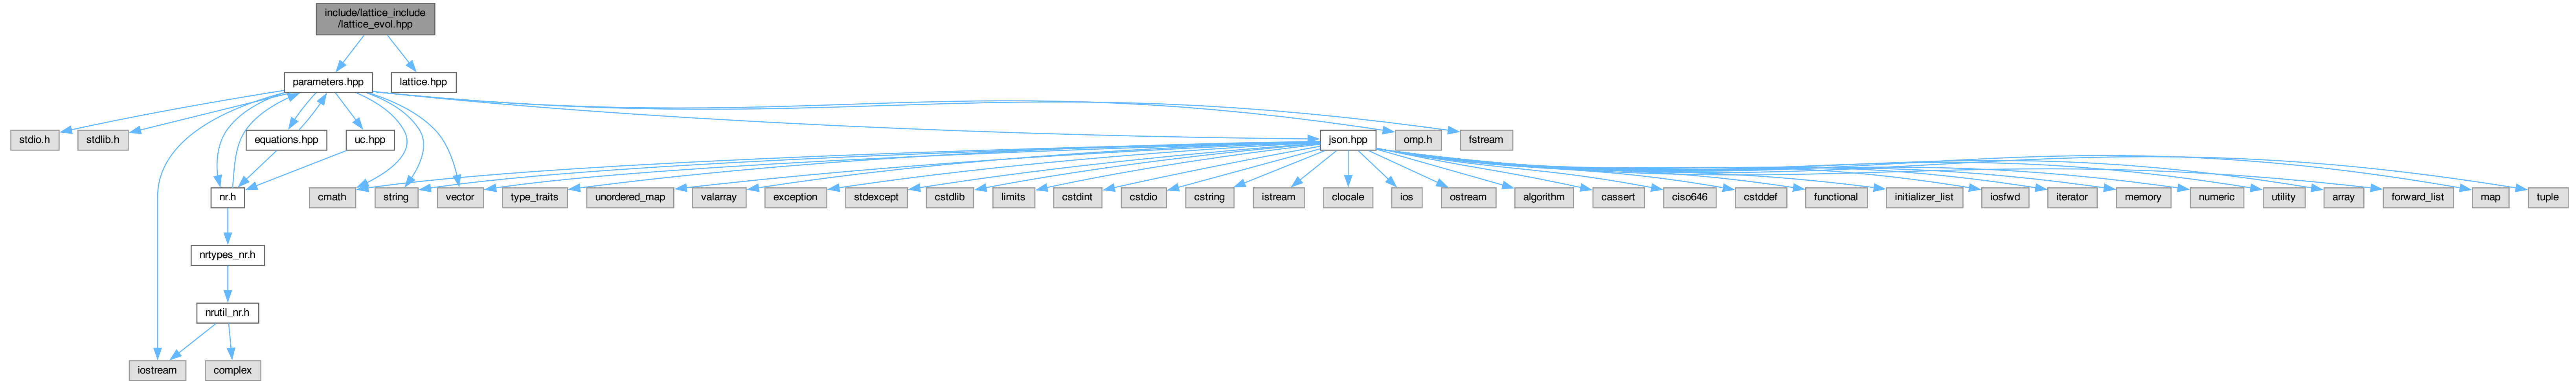 include/lattice_include
/lattice_evol.hpp
parameters.hpp
lattice.hpp
stdio.h
stdlib.h
equations.hpp
uc.hpp
json.hpp
omp.h
fstream
nr.h
cmath
string
vector
type_traits
unordered_map
valarray
exception
stdexcept
cstdlib
limits
cstdint
cstdio
cstring
istream
clocale
ios
ostream
algorithm
cassert
ciso646
cstddef
functional
initializer_list
iosfwd
iterator
memory
numeric
utility
array
forward_list
map
tuple
nrtypes_nr.h
nrutil_nr.h
iostream
complex